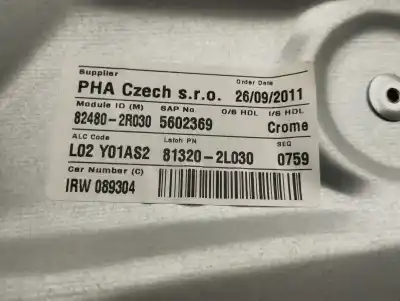 Supplier Order Date
PHA Czech s.r.o. 26/09/2011
Module ID (M) SAP No. O/S HDL I/S HDL
82480-2R030 5602369 Crome
ALC Code Latch PN SEQ
L02 Y01AS2 81320-2L030 0759
Car Number (C)
IRW 089304